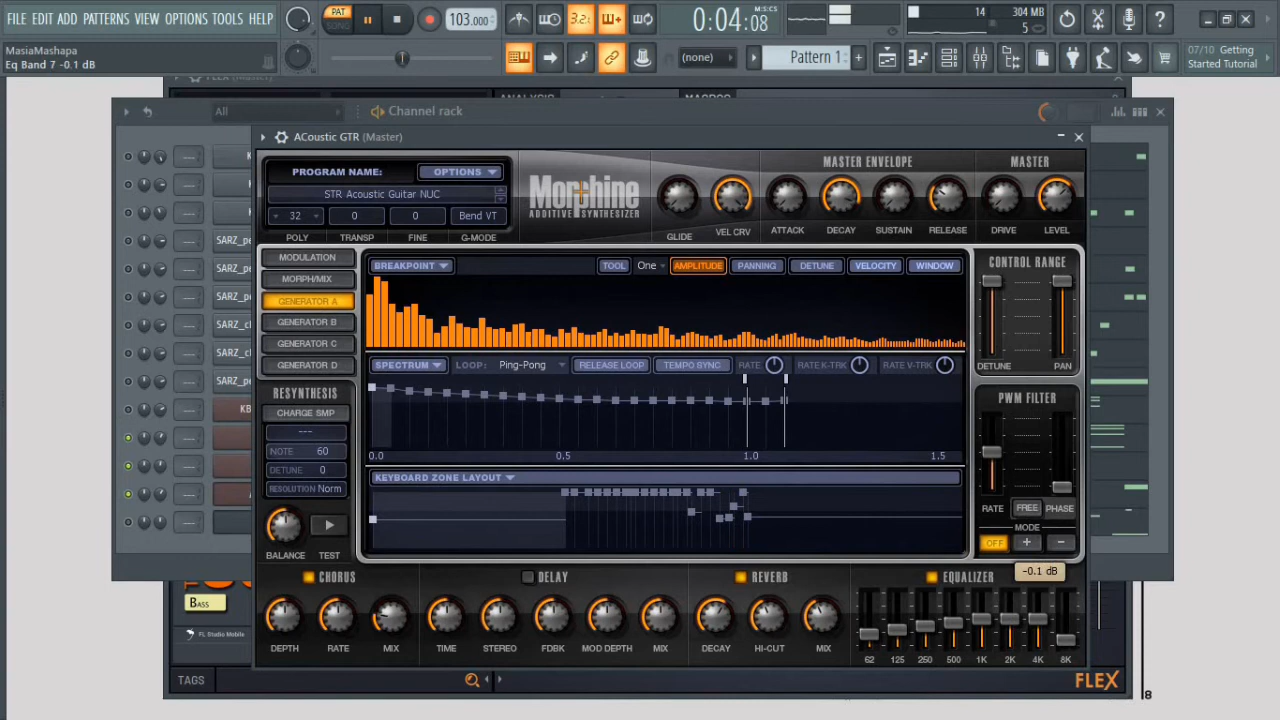 FILE EDIT ADD PATTERNS VIEW OPTIONS TOOLS HELP
PAT
SONG
103.000
3.2
0:04:08
M:S:CS
14
304 MB
5
MasiaMashapa
Eq Band 7 -0.1 dB
(none)
Pattern 1
07/10 Getting
Started Tutorial
All
Channel rack
ACoustic GTR (Master)
PROGRAM NAME:
OPTIONS
STR Acoustic Guitar NUC
32
0
0
Bend VT
POLY
TRANSP
FINE
G-MODE
Morphine
ADDITIVE SYNTHESIZER
GLIDE
VEL CRV
MASTER ENVELOPE
ATTACK
DECAY
SUSTAIN
RELEASE
MASTER
DRIVE
LEVEL
MODULATION
MORPH/MIX
GENERATOR A
GENERATOR B
GENERATOR C
GENERATOR D
BREAKPOINT
TOOL
One
AMPLITUDE
PANNING
DETUNE
VELOCITY
WINDOW
SPECTRUM
LOOP:
Ping-Pong
RELEASE LOOP
TEMPO SYNC
RATE
RATE K-TRK
RATE V-TRK
0.0
0.5
1.0
1.5
KEYBOARD ZONE LAYOUT
CONTROL RANGE
DETUNE
PAN
PWM FILTER
RATE
FREE
PHASE
MODE
OFF
+
−
-0.1 dB
RESYNTHESIS
CHARGE SMP
---
NOTE 60
DETUNE 0
RESOLUTION Norm
BALANCE
TEST
CHORUS
DEPTH
RATE
MIX
DELAY
TIME
STEREO
FDBK
MOD DEPTH
MIX
REVERB
DECAY
HI-CUT
MIX
EQUALIZER
62
125
250
500
1K
2K
4K
8K
BASS
FL Studio Mobile
TAGS
FLEX
8